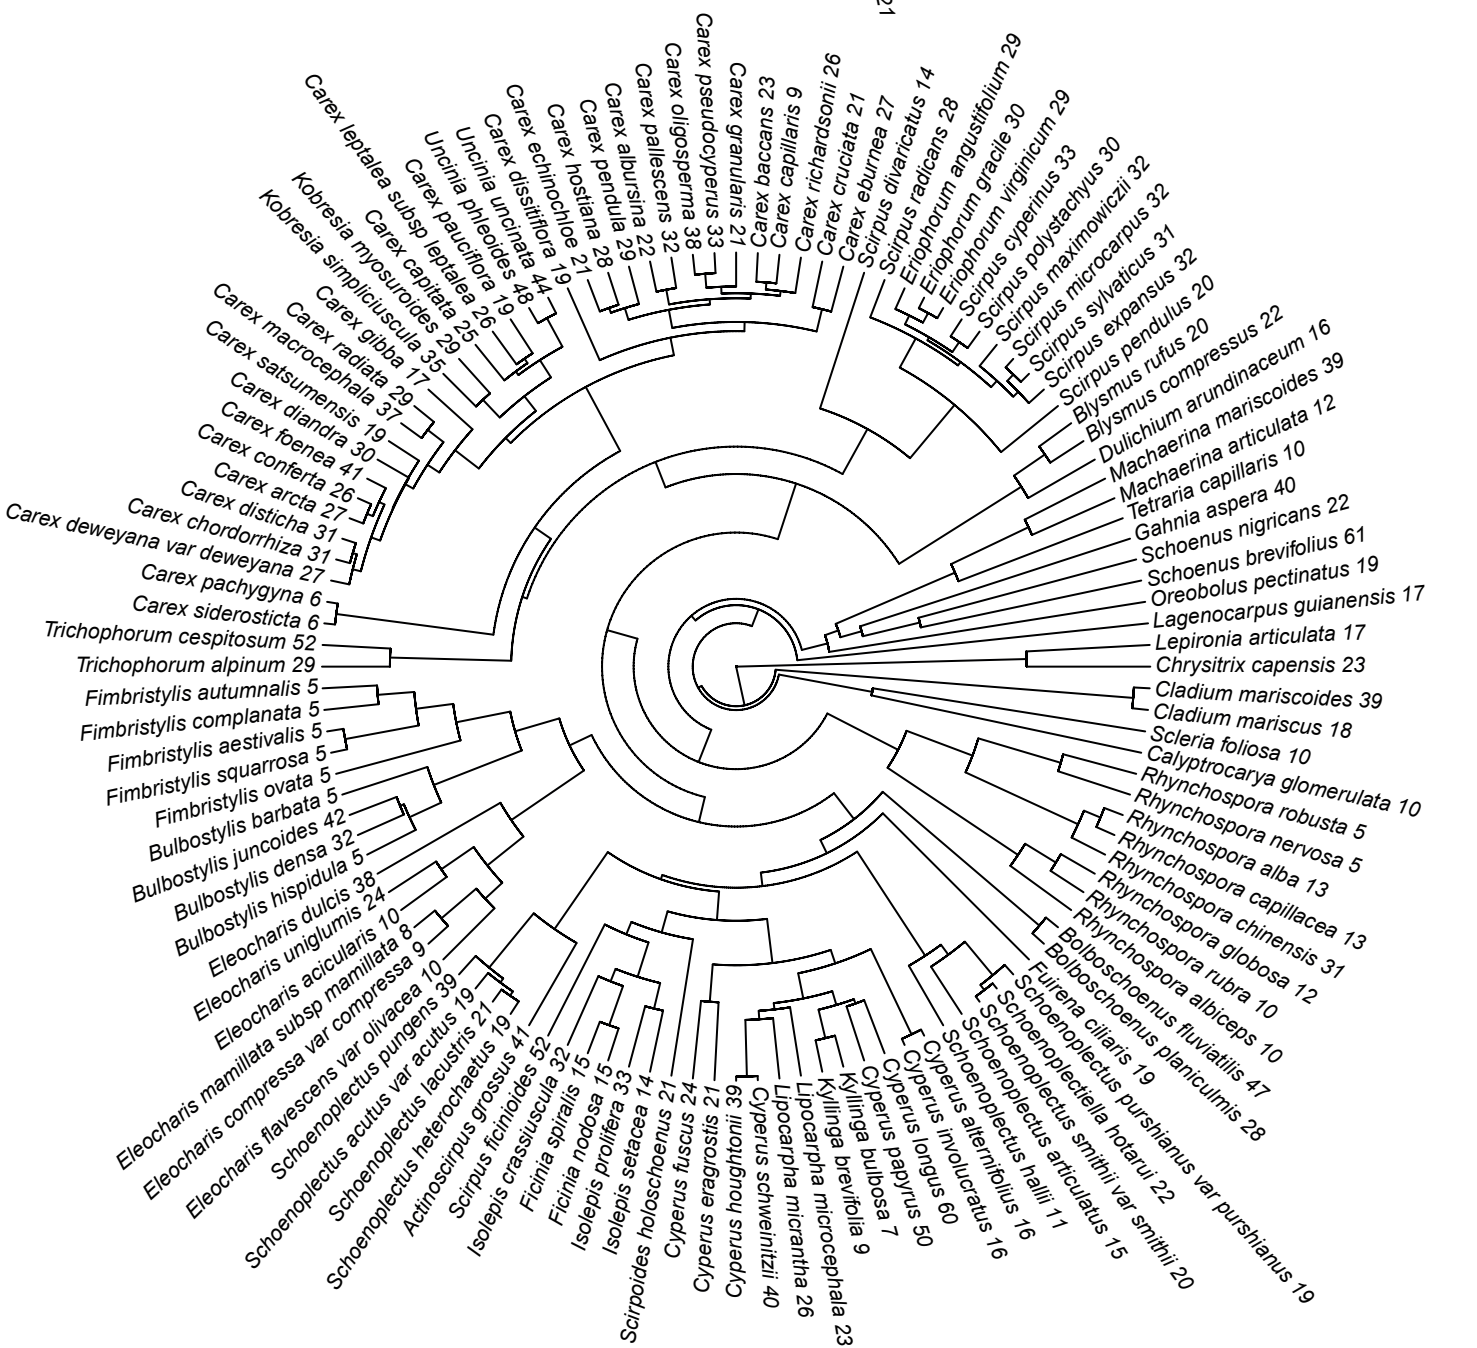 21
Carex pseudocyperus 33
Carex granularis 21
Carex baccans 23
Carex capillaris 9
Carex richardsonii 26
Carex cruciata 21
Carex eburnea 27
Scirpus divaricatus 14
Scirpus radicans 28
Eriophorum angustifolium 29
Eriophorum gracile 30
Eriophorum virginicum 29
Scirpus cyperinus 33
Scirpus polystachyus 30
Scirpus maximowiczii 32
Scirpus microcarpus 32
Scirpus sylvaticus 31
Scirpus expansus 32
Scirpus pendulus 20
Blysmus rufus 20
Blysmus compressus 22
Dulichium arundinaceum 16
Machaerina mariscoides 39
Machaerina articulata 12
Tetraria capillaris 10
Gahnia aspera 40
Schoenus nigricans 22
Schoenus brevifolius 61
Oreobolus pectinatus 19
Lagenocarpus guianensis 17
Lepironia articulata 17
Chrysitrix capensis 23
Cladium mariscoides 39
Cladium mariscus 18
Scleria foliosa 10
Calyptrocarya glomerulata 10
Rhynchospora robusta 5
Rhynchospora nervosa 5
Rhynchospora alba 13
Rhynchospora capillacea 13
Rhynchospora chinensis 31
Rhynchospora globosa 12
Rhynchospora rubra 10
Rhynchospora albiceps 10
Bolboschoenus fluviatilis 47
Bolboschoenus planiculmis 28
Fuirena ciliaris 19
Schoenoplectus purshianus var purshianus 19
Schoenoplectiella hotarui 22
Schoenoplectus smithii var smithii 20
Schoenoplectus articulatus 15
Schoenoplectus hallii 11
Cyperus alternifolius 16
Cyperus involucratus 16
Cyperus longus 60
Cyperus papyrus 50
Kyllinga bulbosa 7
Kyllinga brevifolia 9
Lipocarpha microcephala 23
Lipocarpha micrantha 26
Cyperus schweinitzii 40
Cyperus houghtonii 39
Cyperus eragrostis 21
Cyperus fuscus 24
Scirpoides holoschoenus 21
Isolepis setacea 14
Isolepis prolifera 33
Ficinia nodosa 15
Ficinia spiralis 15
Isolepis crassiuscula 32
Scirpus ficinioides 52
Actinoscirpus grossus 41
Schoenoplectus heterochaetus 19
Schoenoplectus lacustris 21
Schoenoplectus acutus var acutus 19
Schoenoplectus pungens 39
Eleocharis flavescens var olivacea 10
Eleocharis compressa var compressa 9
Eleocharis mamillata subsp mamillata 8
Eleocharis acicularis 10
Eleocharis uniglumis 24
Eleocharis dulcis 38
Bulbostylis hispidula 5
Bulbostylis densa 32
Bulbostylis juncoides 42
Bulbostylis barbata 5
Fimbristylis ovata 5
Fimbristylis squarrosa 5
Fimbristylis aestivalis 5
Fimbristylis complanata 5
Fimbristylis autumnalis 5
Trichophorum alpinum 29
Trichophorum cespitosum 52
Carex siderosticta 6
Carex pachygyna 6
Carex deweyana var deweyana 27
Carex chordorrhiza 31
Carex disticha 31
Carex arcta 27
Carex conferta 26
Carex foenea 41
Carex diandra 30
Carex satsumensis 19
Carex macrocephala 37
Carex radiata 29
Carex gibba 17
Kobresia simpliciuscula 35
Kobresia myosuroides 29
Carex capitata 25
Carex leptalea subsp leptalea 26
Carex pauciflora 19
Uncinia phleoides 48
Uncinia uncinata 44
Carex dissitiflora 19
Carex echinochloe 21
Carex hostiana 28
Carex pendula 29
Carex albursina 22
Carex pallescens 32
Carex oligosperma 38